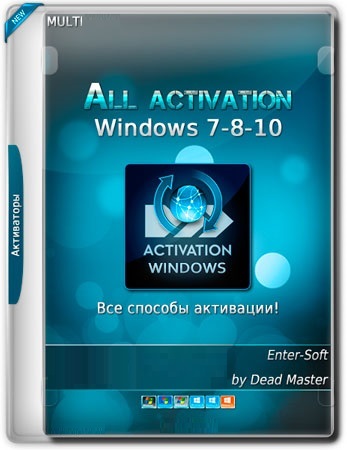 NEW
MULTI
Активаторы
ALL ACTIVATION
Windows 7-8-10
ACTIVATION
WINDOWS
Все способы активации!
Enter-Soft
by Dead Master